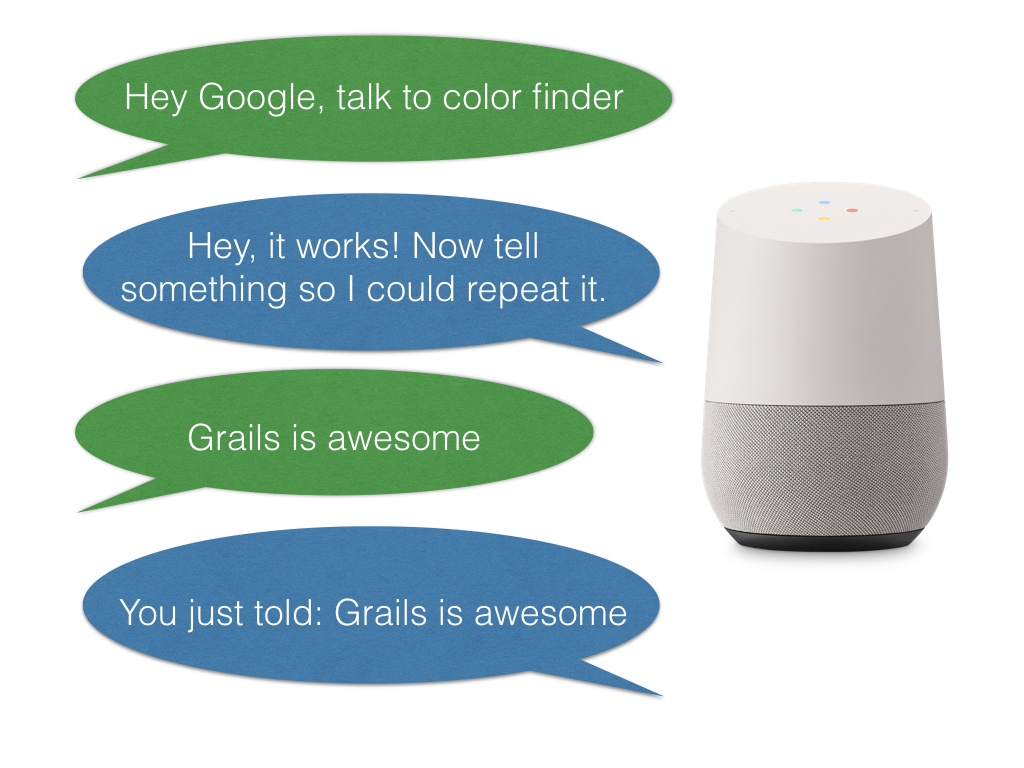 Hey Google, talk to color finder
Hey, it works! Now tell
something so I could repeat it.
Grails is awesome
You just told: Grails is awesome